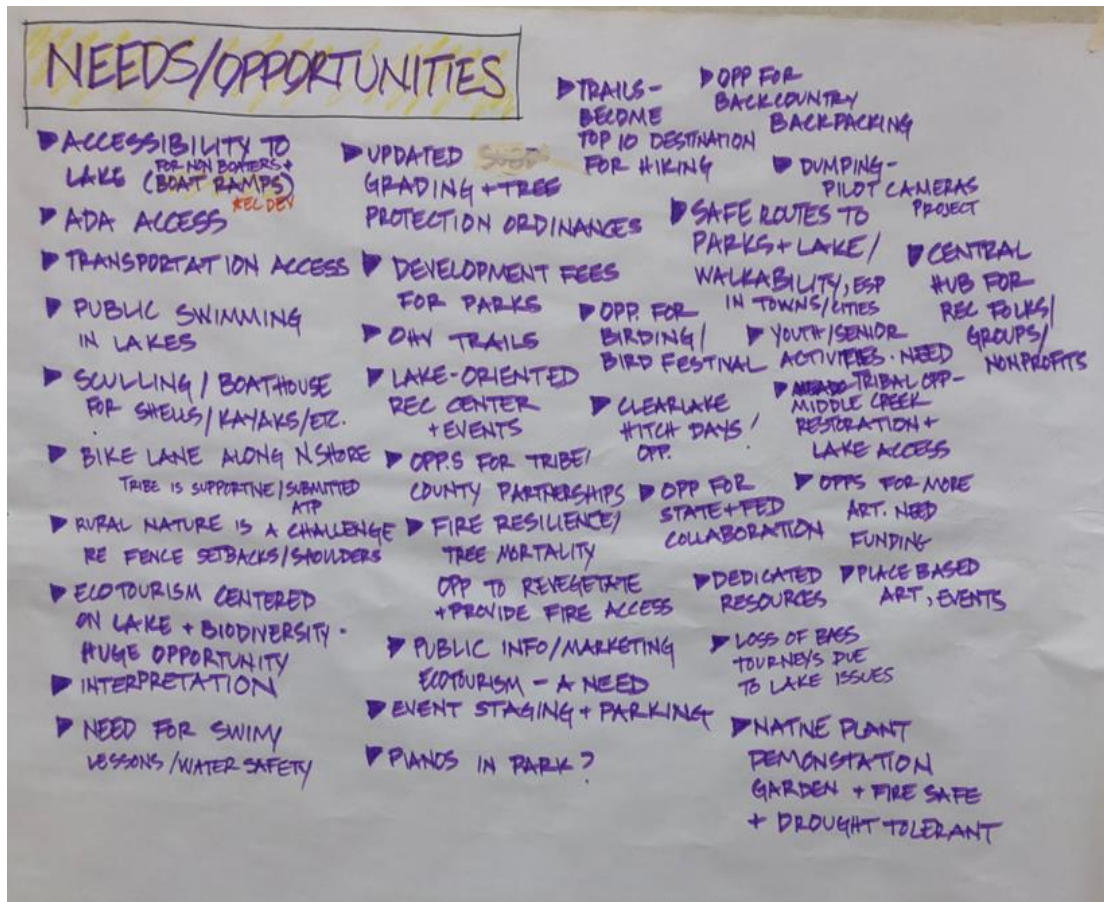 NEEDS/OPPORTUNITIES
▶ ACCESSIBILITY TO
LAKE (BOAT RAMPS)
FOR NON BOATERS +
REC DEV
▶ ADA ACCESS
▶ TRANSPORTATION ACCESS
▶ PUBLIC SWIMMING
IN LAKES
▶ SCULLING / BOATHOUSE
FOR SHELLS/KAYAKS/ETC.
▶ BIKE LANE ALONG N SHORE
TRIBE IS SUPPORTIVE/SUBMITTED
ATP
▶ RURAL NATURE IS A CHALLENGE
RE FENCE SETBACKS/SHOULDERS
▶ ECOTOURISM CENTERED
ON LAKE + BIODIVERSITY -
HUGE OPPORTUNITY
▶ INTERPRETATION
▶ NEED FOR SWIM
LESSONS/WATER SAFETY
▶ UPDATED
GRADING + TREE
PROTECTION ORDINANCES
▶ DEVELOPMENT FEES
FOR PARKS
▶ OHV TRAILS
▶ LAKE-ORIENTED
REC CENTER
+ EVENTS
▶ OPP.S FOR TRIBE/
COUNTY PARTNERSHIPS
▶ FIRE RESILIENCE/
TREE MORTALITY
OPP TO REVEGETATE
+ PROVIDE FIRE ACCESS
▶ PUBLIC INFO/MARKETING
ECOTOURISM - A NEED
▶ EVENT STAGING + PARKING
▶ PIANOS IN PARK?
▶ TRAILS -
BECOME
TOP 10 DESTINATION
FOR HIKING
▶ OPP FOR
BACKCOUNTRY
BACKPACKING
▶ DUMPING -
PILOT CAMERAS
PROJECT
▶ SAFE ROUTES TO
PARKS + LAKE/
WALKABILITY, ESP
IN TOWNS/CITIES
▶ CENTRAL
HUB FOR
REC FOLKS/
GROUPS/
NONPROFITS
▶ OPP. FOR
BIRDING/
BIRD FESTIVAL
▶ YOUTH/SENIOR
ACTIVITIES - NEED
▶ CLEARLAKE
HITCH DAYS
OPP.
▶ TRIBAL OPP -
MIDDLE CREEK
RESTORATION +
LAKE ACCESS
▶ OPP FOR
STATE + FED
COLLABORATION
▶ OPPS FOR MORE
ART. NEED
FUNDING
▶ DEDICATED
RESOURCES
▶ PLACE BASED
ART, EVENTS
▶ LOSS OF BASS
TOURNEYS DUE
TO LAKE ISSUES
▶ NATIVE PLANT
DEMONSTATION
GARDEN + FIRE SAFE
+ DROUGHT TOLERANT